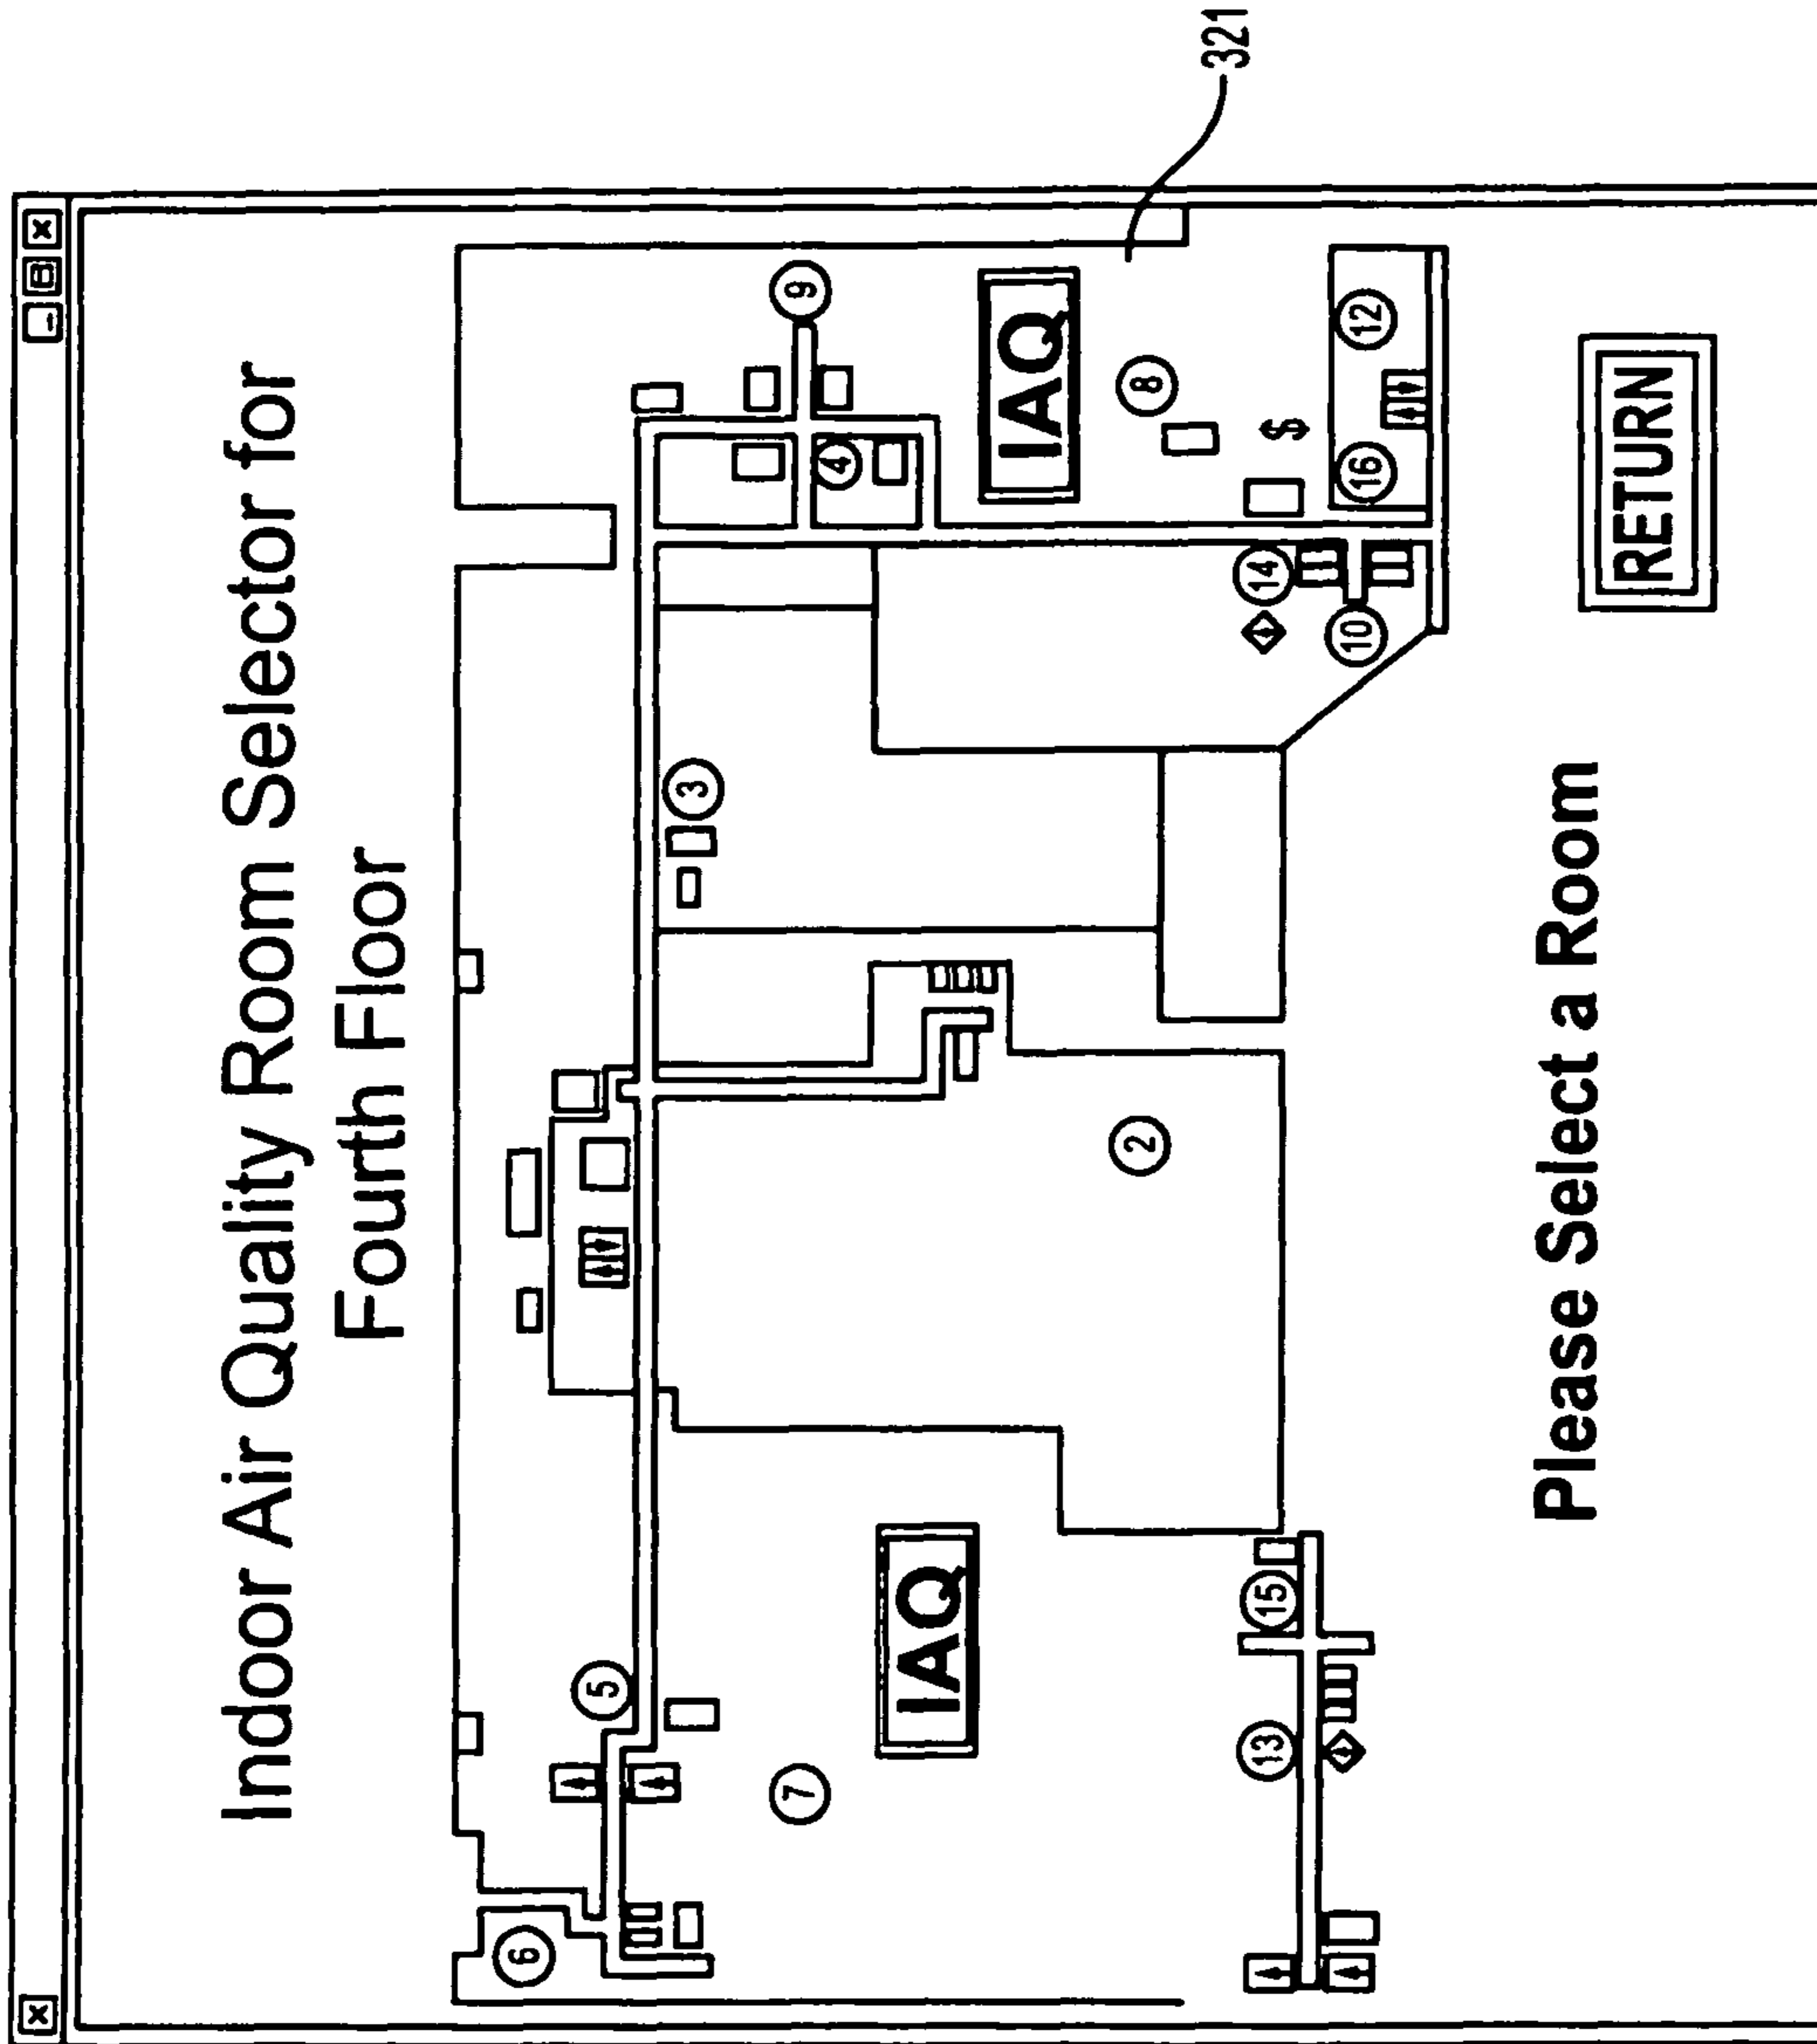 x
x
Indoor Air Quality Room Selector for
Fourth Floor
6
5
9
3
4
7
IAQ
IAQ
2
8
321
13
15
14
$
10
16
12
Please Select a Room
RETURN